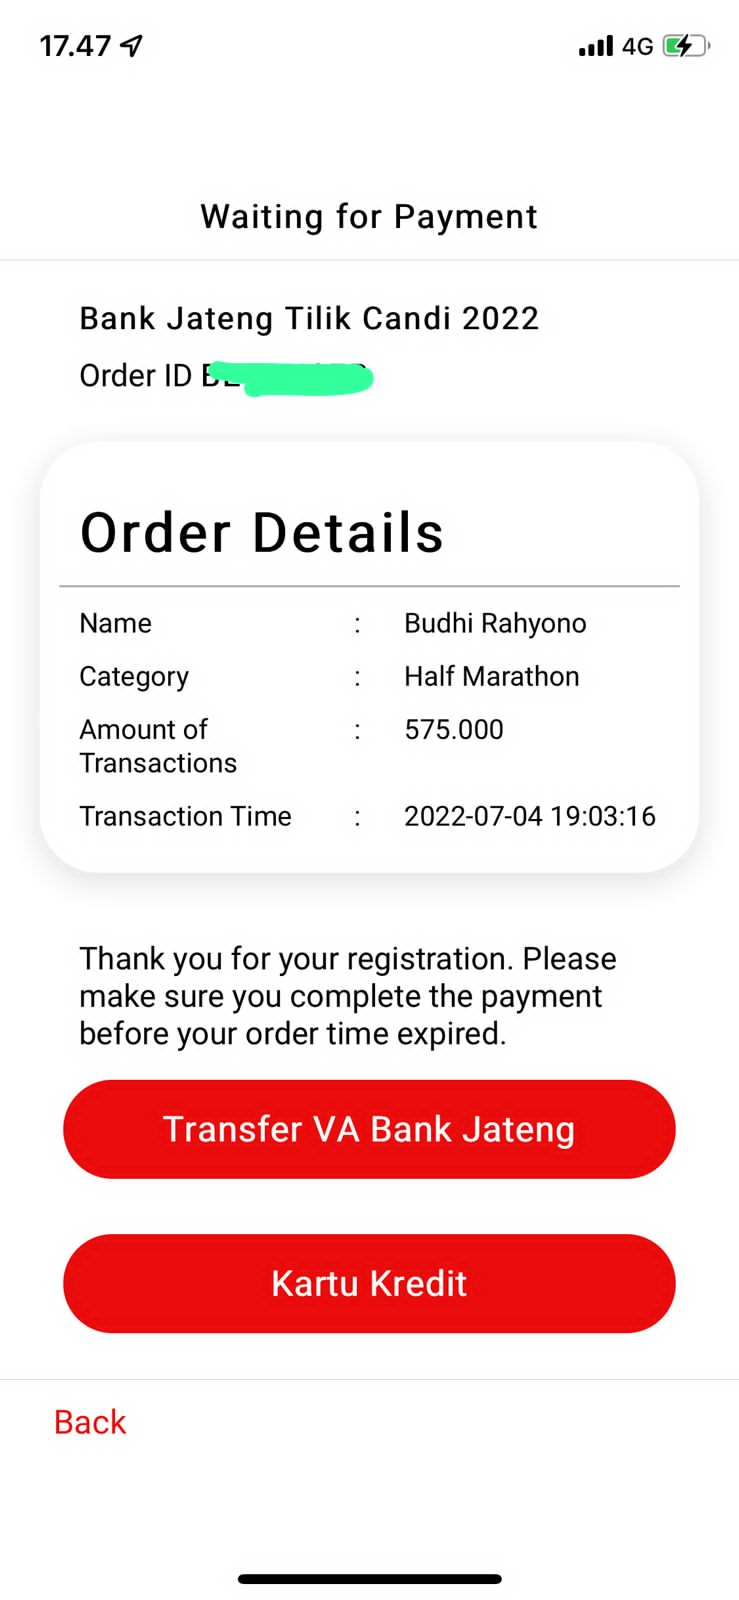 17.47
4G
Waiting for Payment
Bank Jateng Tilik Candi 2022
Order ID
Order Details
Name : Budhi Rahyono
Category : Half Marathon
Amount of : 575.000
Transactions
Transaction Time : 2022-07-04 19:03:16
Thank you for your registration. Please
make sure you complete the payment
before your order time expired.
Transfer VA Bank Jateng
Kartu Kredit
Back